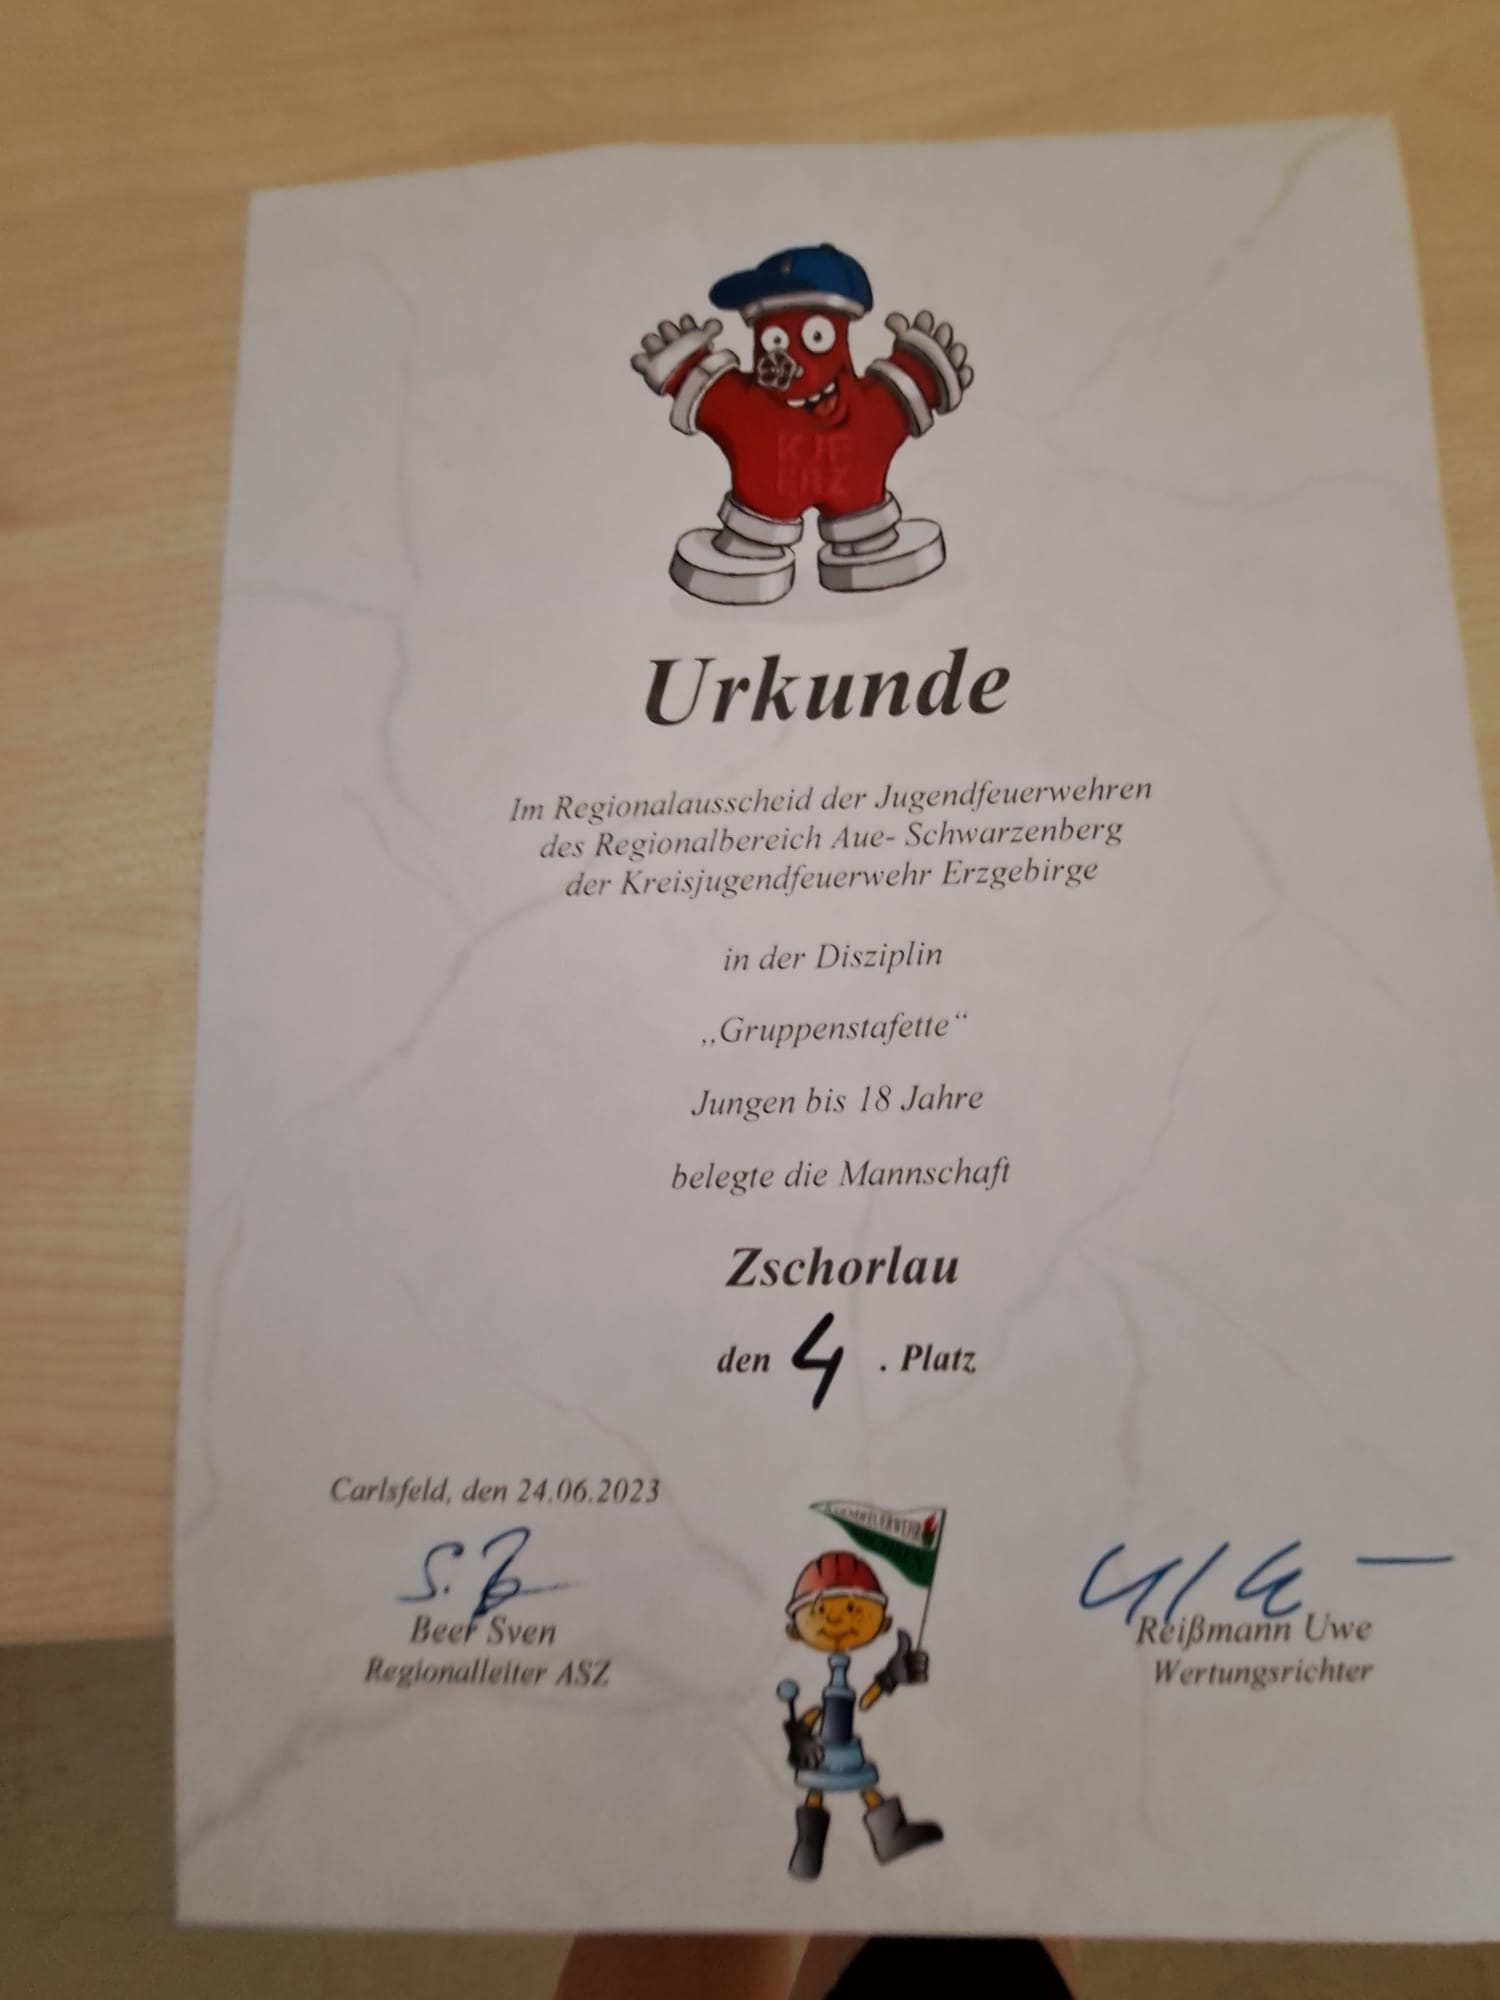 KJF
ERZ
Urkunde
Im Regionalausscheid der Jugendfeuerwehren
des Regionalbereich Aue- Schwarzenberg
der Kreisjugendfeuerwehr Erzgebirge
in der Disziplin
„Gruppenstafette“
Jungen bis 18 Jahre
belegte die Mannschaft
Zschorlau
den 4 . Platz
Carlsfeld, den 24.06.2023
Beer Sven
Regionalleiter ASZ
Reißmann Uwe
Wertungsrichter